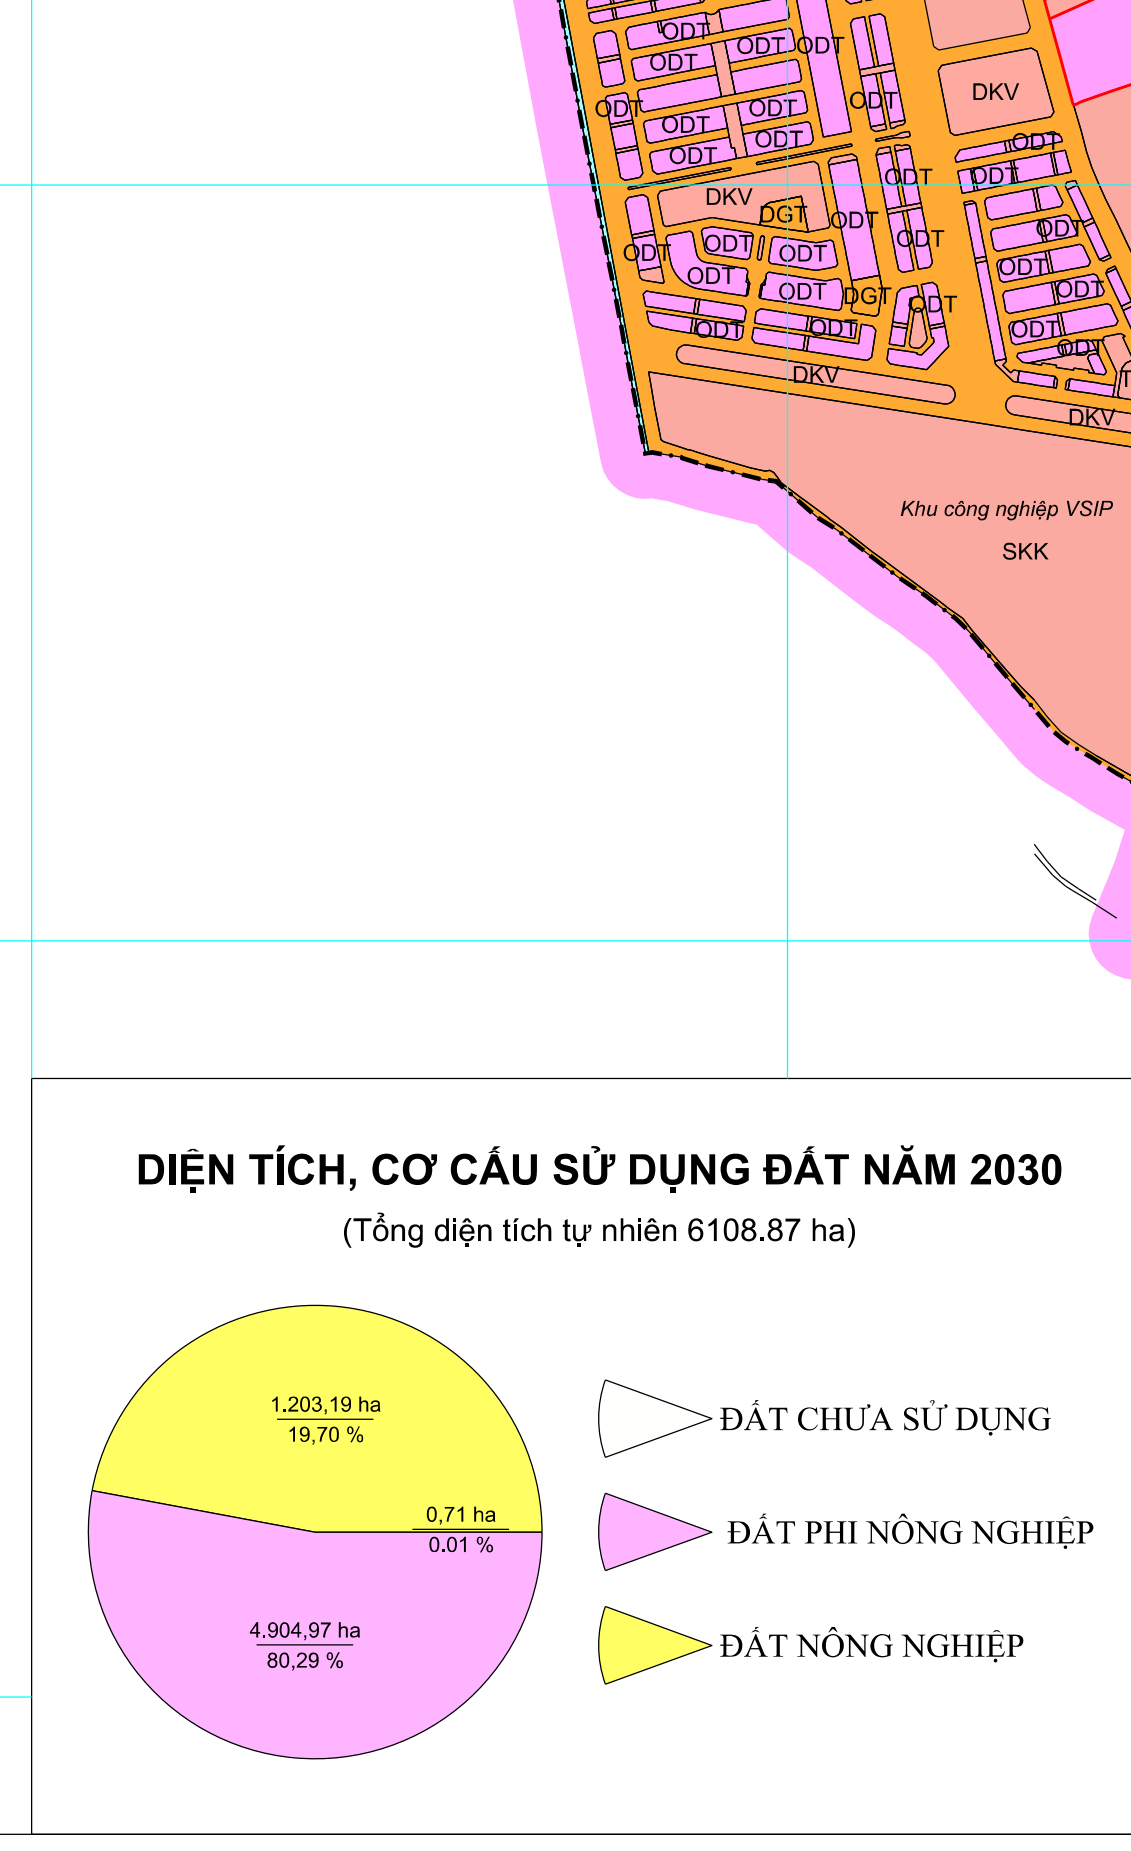 ODT
ODT ODT
ODT
DKV
ODT ODT ODT
ODT
ODT
ODT
ODT
ODT ODT
DKV
DGT
ODT
ODT
ODT
ODT
ODT ODT
ODT
ODT
ODT
ODT DGT ODT
ODT
ODT ODT
ODT
ODT
DKV
T
DKV
Khu công nghiệp VSIP
SKK
DIỆN TÍCH, CƠ CẤU SỬ DỤNG ĐẤT NĂM 2030
(Tổng diện tích tự nhiên 6108.87 ha)
1.203,19 ha
19,70 %
0,71 ha
0.01 %
4.904,97 ha
80,29 %
ĐẤT CHƯA SỬ DỤNG
ĐẤT PHI NÔNG NGHIỆP
ĐẤT NÔNG NGHIỆP